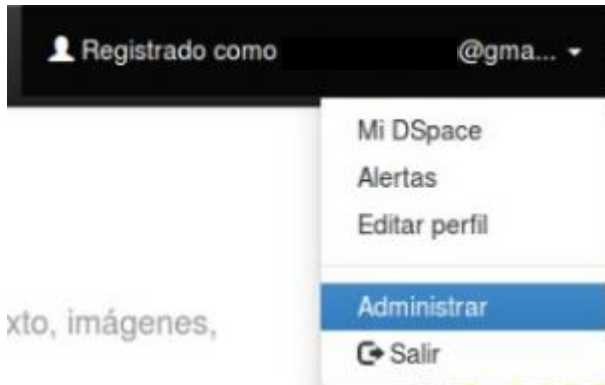 Registrado como @gma...
Mi DSpace
Alertas
Editar perfil
Administrar
xto, imágenes,
Salir